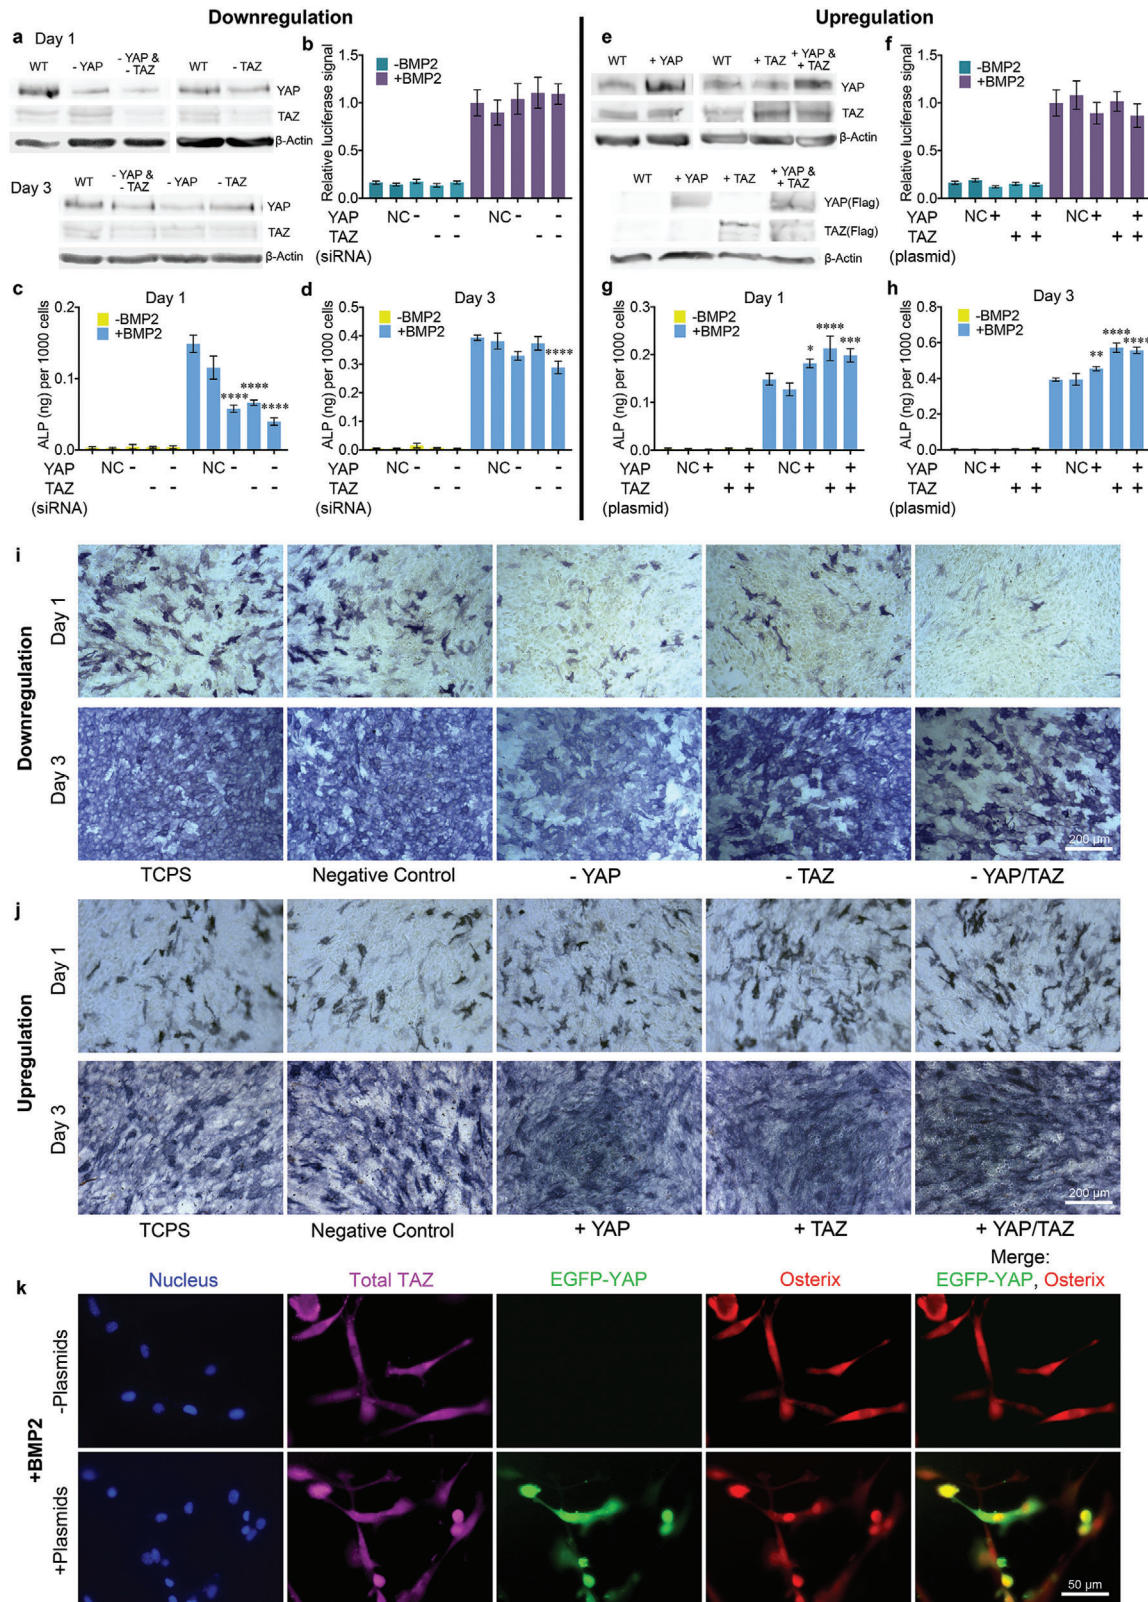 Downregulation
Upregulation
a
Day 1
WT
- YAP
- YAP &
- TAZ
WT
- TAZ
YAP
TAZ
β-Actin
Day 3
WT
- YAP &
- TAZ
- YAP
- TAZ
YAP
TAZ
β-Actin
b
Relative luciferase signal
1.5
1.0
0.5
0.0
-BMP2
+BMP2
YAP NC - NC -
TAZ - - - -
(siRNA)
e
WT
+ YAP
WT
+ TAZ
+ YAP &
+ TAZ
YAP
TAZ
β-Actin
WT
+ YAP
+ TAZ
+ YAP &
+ TAZ
YAP(Flag)
TAZ(Flag)
β-Actin
f
Relative luciferase signal
1.5
1.0
0.5
0.0
-BMP2
+BMP2
YAP NC + + NC + +
TAZ + + + +
(plasmid)
c
Day 1
ALP (ng) per 1000 cells
0.2
0.1
0.0
-BMP2
+BMP2
****
****
****
YAP NC - - NC - -
TAZ - - - -
(siRNA)
d
Day 3
ALP (ng) per 1000 cells
0.5
0.4
0.3
0.2
0.1
0.0
-BMP2
+BMP2
****
YAP NC - - NC - -
TAZ - - - -
(siRNA)
g
Day 1
ALP (ng) per 1000 cells
0.3
0.2
0.1
0.0
-BMP2
+BMP2
*
****
***
YAP NC + + NC + +
TAZ + + + +
(plasmid)
h
Day 3
ALP (ng) per 1000 cells
0.8
0.6
0.4
0.2
0.0
-BMP2
+BMP2
**
****
****
YAP NC + + NC + +
TAZ + + + +
(plasmid)
i
Downregulation
Day 1
Day 3
200 µm
TCPS
Negative Control
- YAP
- TAZ
- YAP/TAZ
j
Upregulation
Day 1
Day 3
200 µm
TCPS
Negative Control
+ YAP
+ TAZ
+ YAP/TAZ
k
Nucleus
Total TAZ
EGFP-YAP
Osterix
Merge:
EGFP-YAP, Osterix
+BMP2
-Plasmids
+Plasmids
50 µm